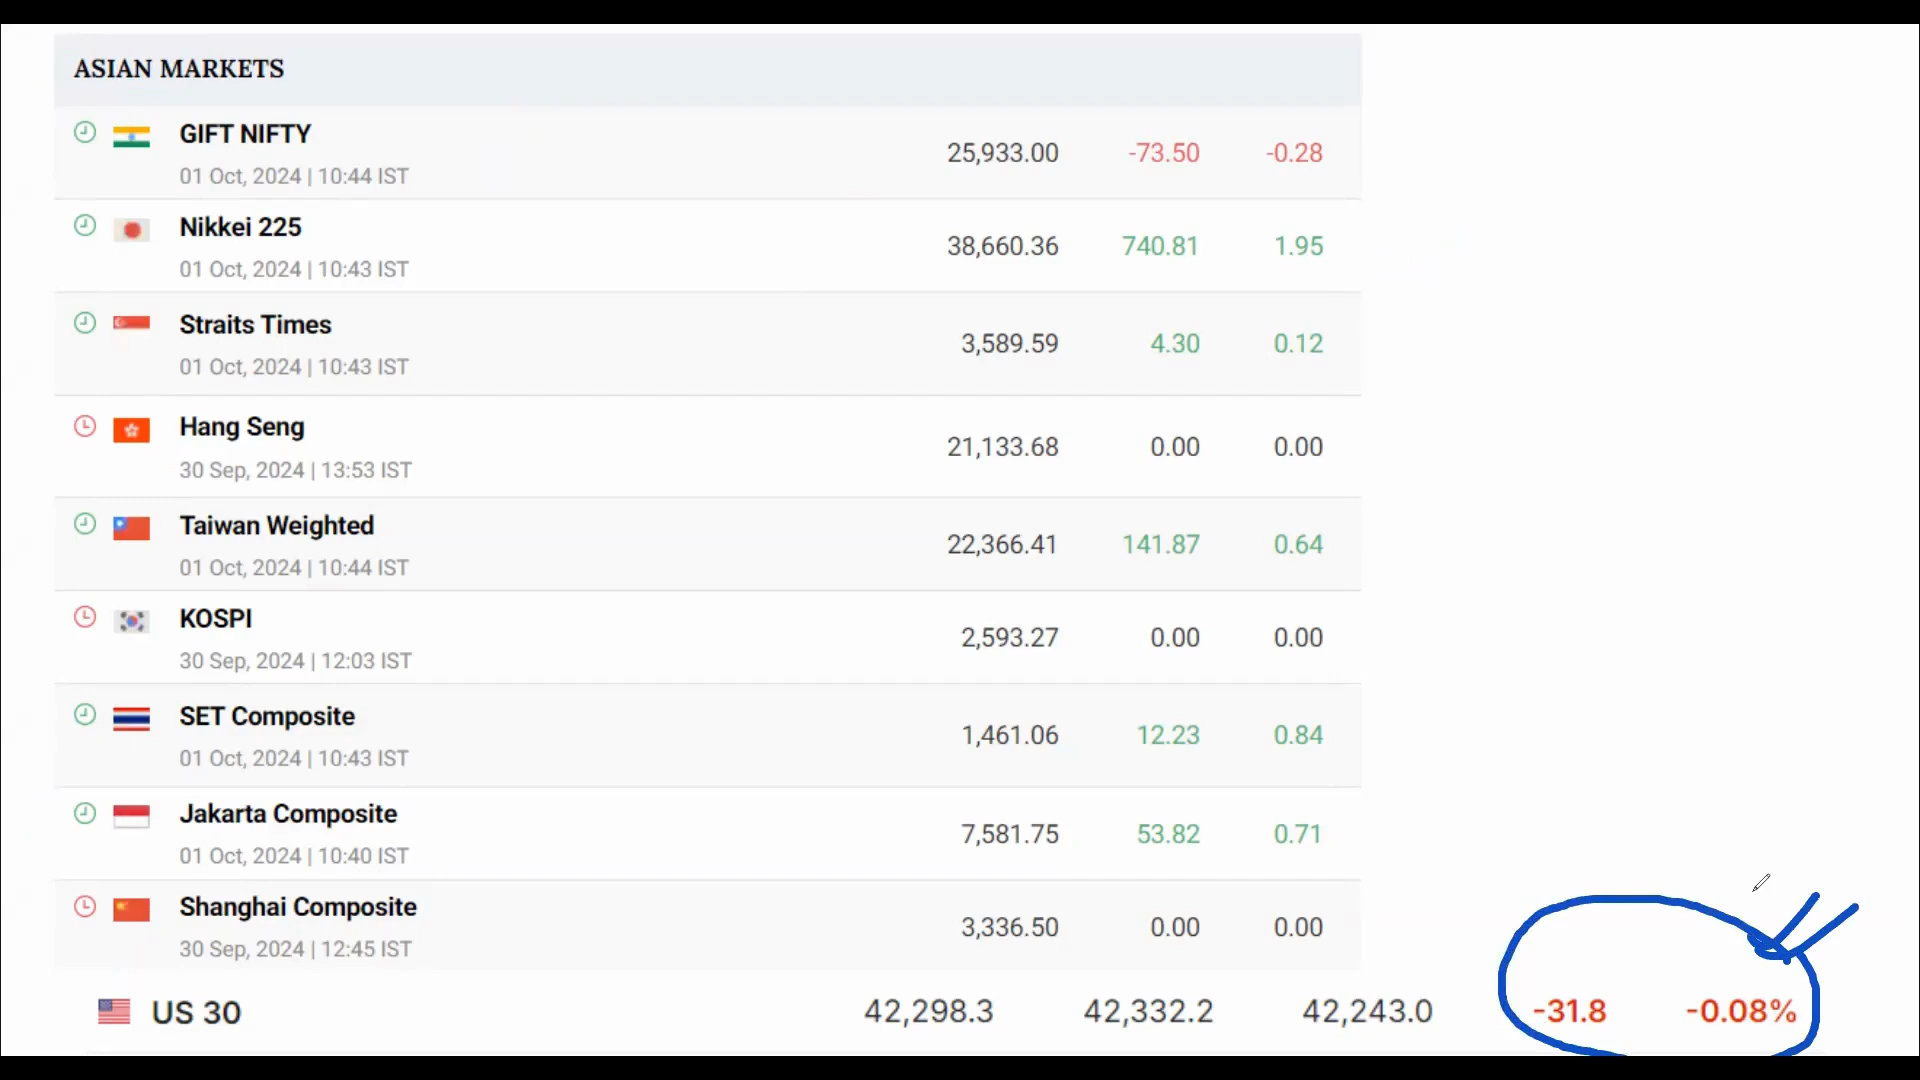 ASIAN MARKETS
GIFT NIFTY
25,933.00 -73.50 -0.28
01 Oct, 2024 | 10:44 IST
Nikkei 225
38,660.36 740.81 1.95
01 Oct, 2024 | 10:43 IST
Straits Times
3,589.59 4.30 0.12
01 Oct, 2024 | 10:43 IST
Hang Seng
21,133.68 0.00 0.00
30 Sep, 2024 | 13:53 IST
Taiwan Weighted
22,366.41 141.87 0.64
01 Oct, 2024 | 10:44 IST
KOSPI
2,593.27 0.00 0.00
30 Sep, 2024 | 12:03 IST
SET Composite
1,461.06 12.23 0.84
01 Oct, 2024 | 10:43 IST
Jakarta Composite
7,581.75 53.82 0.71
01 Oct, 2024 | 10:40 IST
Shanghai Composite
3,336.50 0.00 0.00
30 Sep, 2024 | 12:45 IST
US 30 42,298.3 42,332.2 42,243.0 -31.8 -0.08%